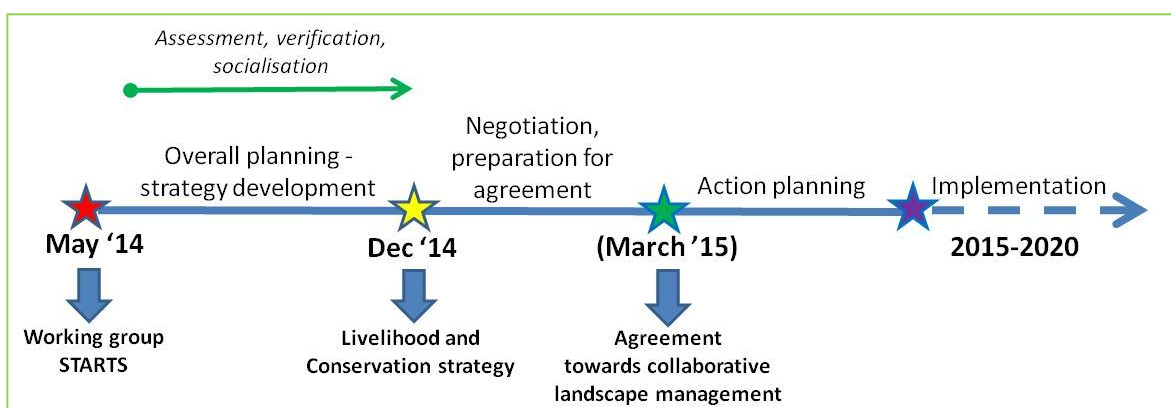 Assessment, verification,
socialisation
Overall planning -
strategy development
Negotiation,
preparation for
agreement
Action planning
Implementation
May ‘14
Dec ‘14
(March ’15)
2015-2020
Working group
STARTS
Livelihood and
Conservation strategy
Agreement
towards collaborative
landscape management